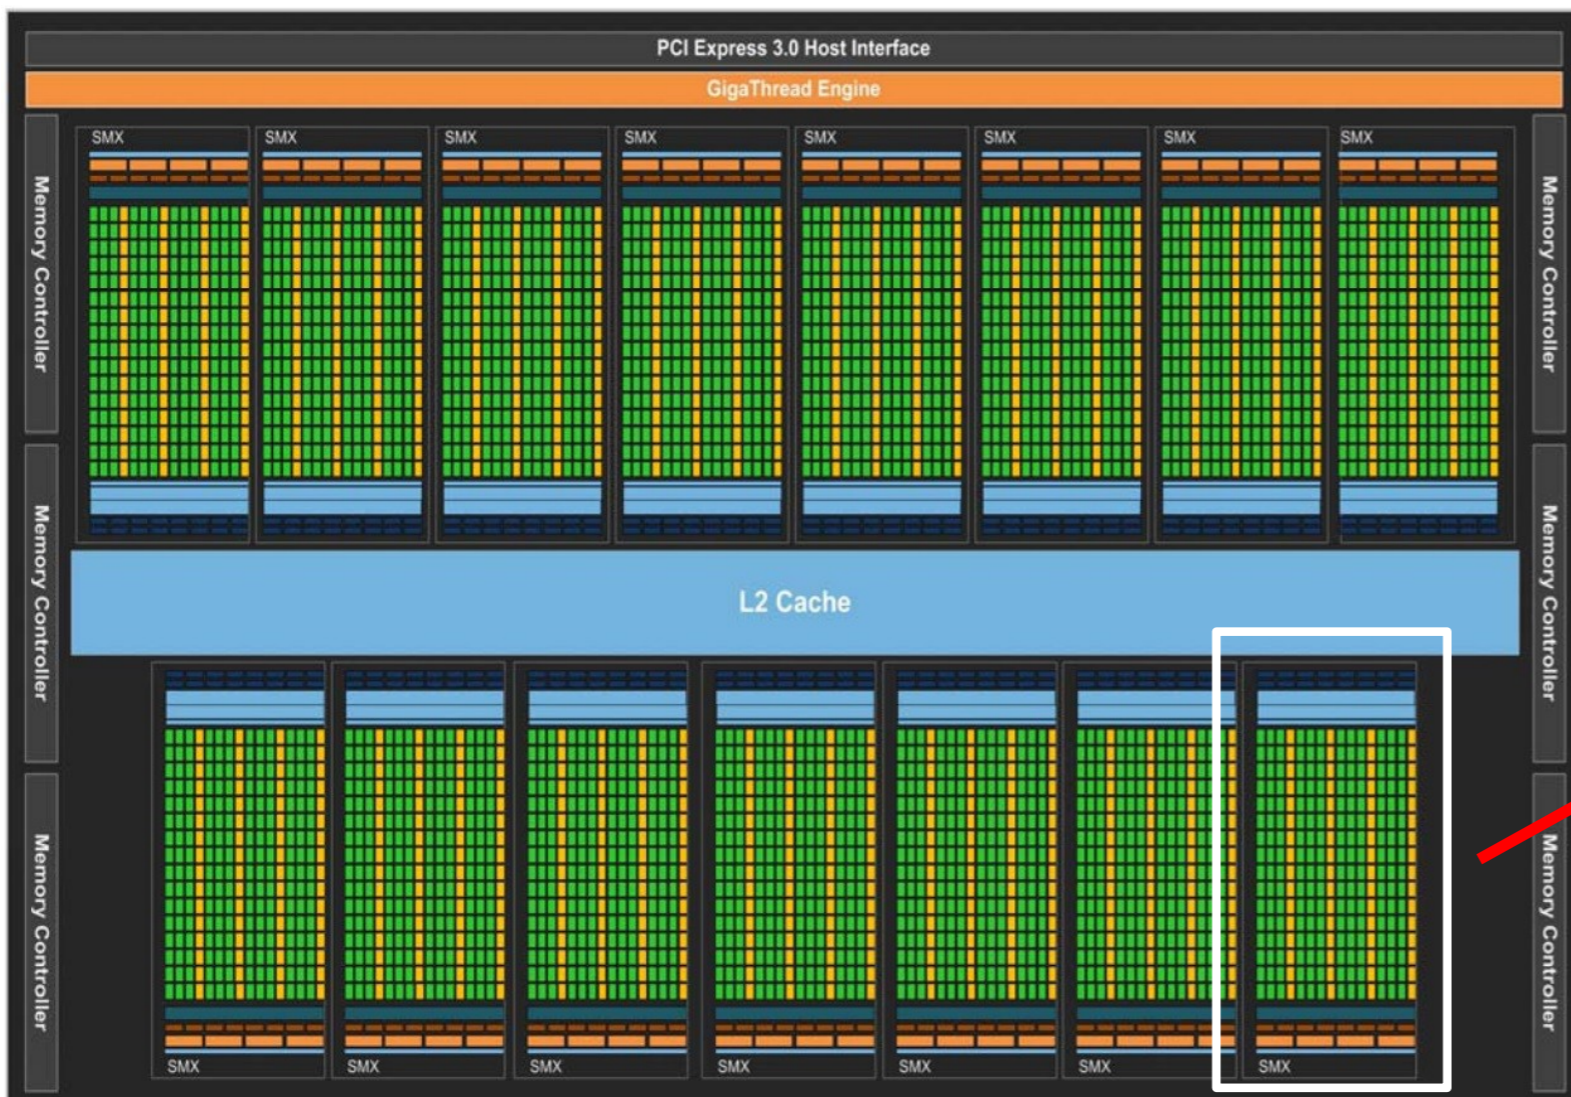 PCI Express 3.0 Host Interface
GigaThread Engine
SMX SMX SMX SMX SMX SMX SMX SMX
Memory Controller
Memory Controller
Memory Controller
L2 Cache
Memory Controller
Memory Controller
Memory Controller
SMX SMX SMX SMX SMX SMX SMX